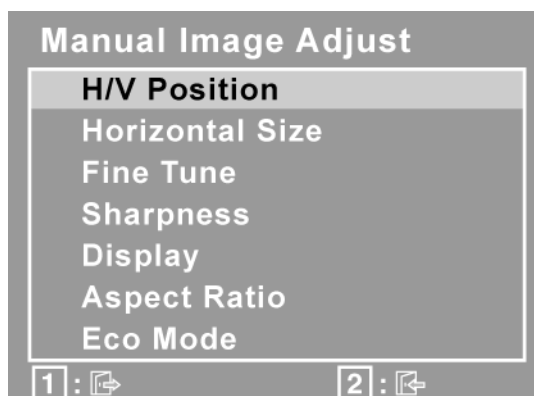 Manual Image Adjust
H/V Position
Horizontal Size
Fine Tune
Sharpness
Display
Aspect Ratio
Eco Mode
1 : 2 :